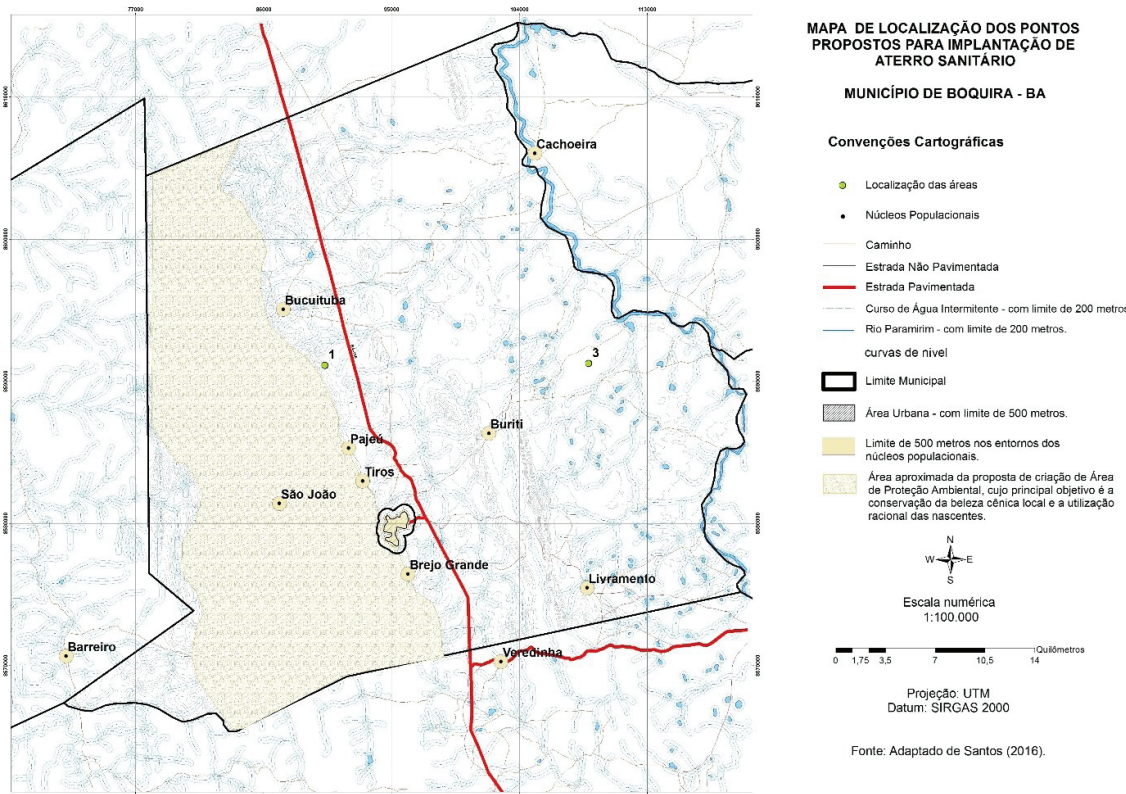 77000
86000
95000
104000
113000
Cachoeira
Bucuituba
1
3
Buriti
Pajeú
Tiros
São João
Brejo Grande
Livramento
Barreiro
Veredinha
MAPA DE LOCALIZAÇÃO DOS PONTOS
PROPOSTOS PARA IMPLANTAÇÃO DE
ATERRO SANITÁRIO
MUNICÍPIO DE BOQUIRA - BA
Convenções Cartográficas
Localização das áreas
Núcleos Populacionais
Caminho
Estrada Não Pavimentada
Estrada Pavimentada
Curso de Água Intermitente - com limite de 200 metros
Rio Paramirim - com limite de 200 metros.
curvas de nivel
Limite Municipal
Área Urbana - com limite de 500 metros.
Limite de 500 metros nos entornos dos
núcleos populacionais.
Área aproximada da proposta de criação de Área
de Proteção Ambiental, cujo principal objetivo é a
conservação da beleza cênica local e a utilização
racional das nascentes.
N
W E
S
Escala numérica
1:100.000
Quilômetros
0 1,75 3,5 7 10,5 14
Projeção: UTM
Datum: SIRGAS 2000
Fonte: Adaptado de Santos (2016).